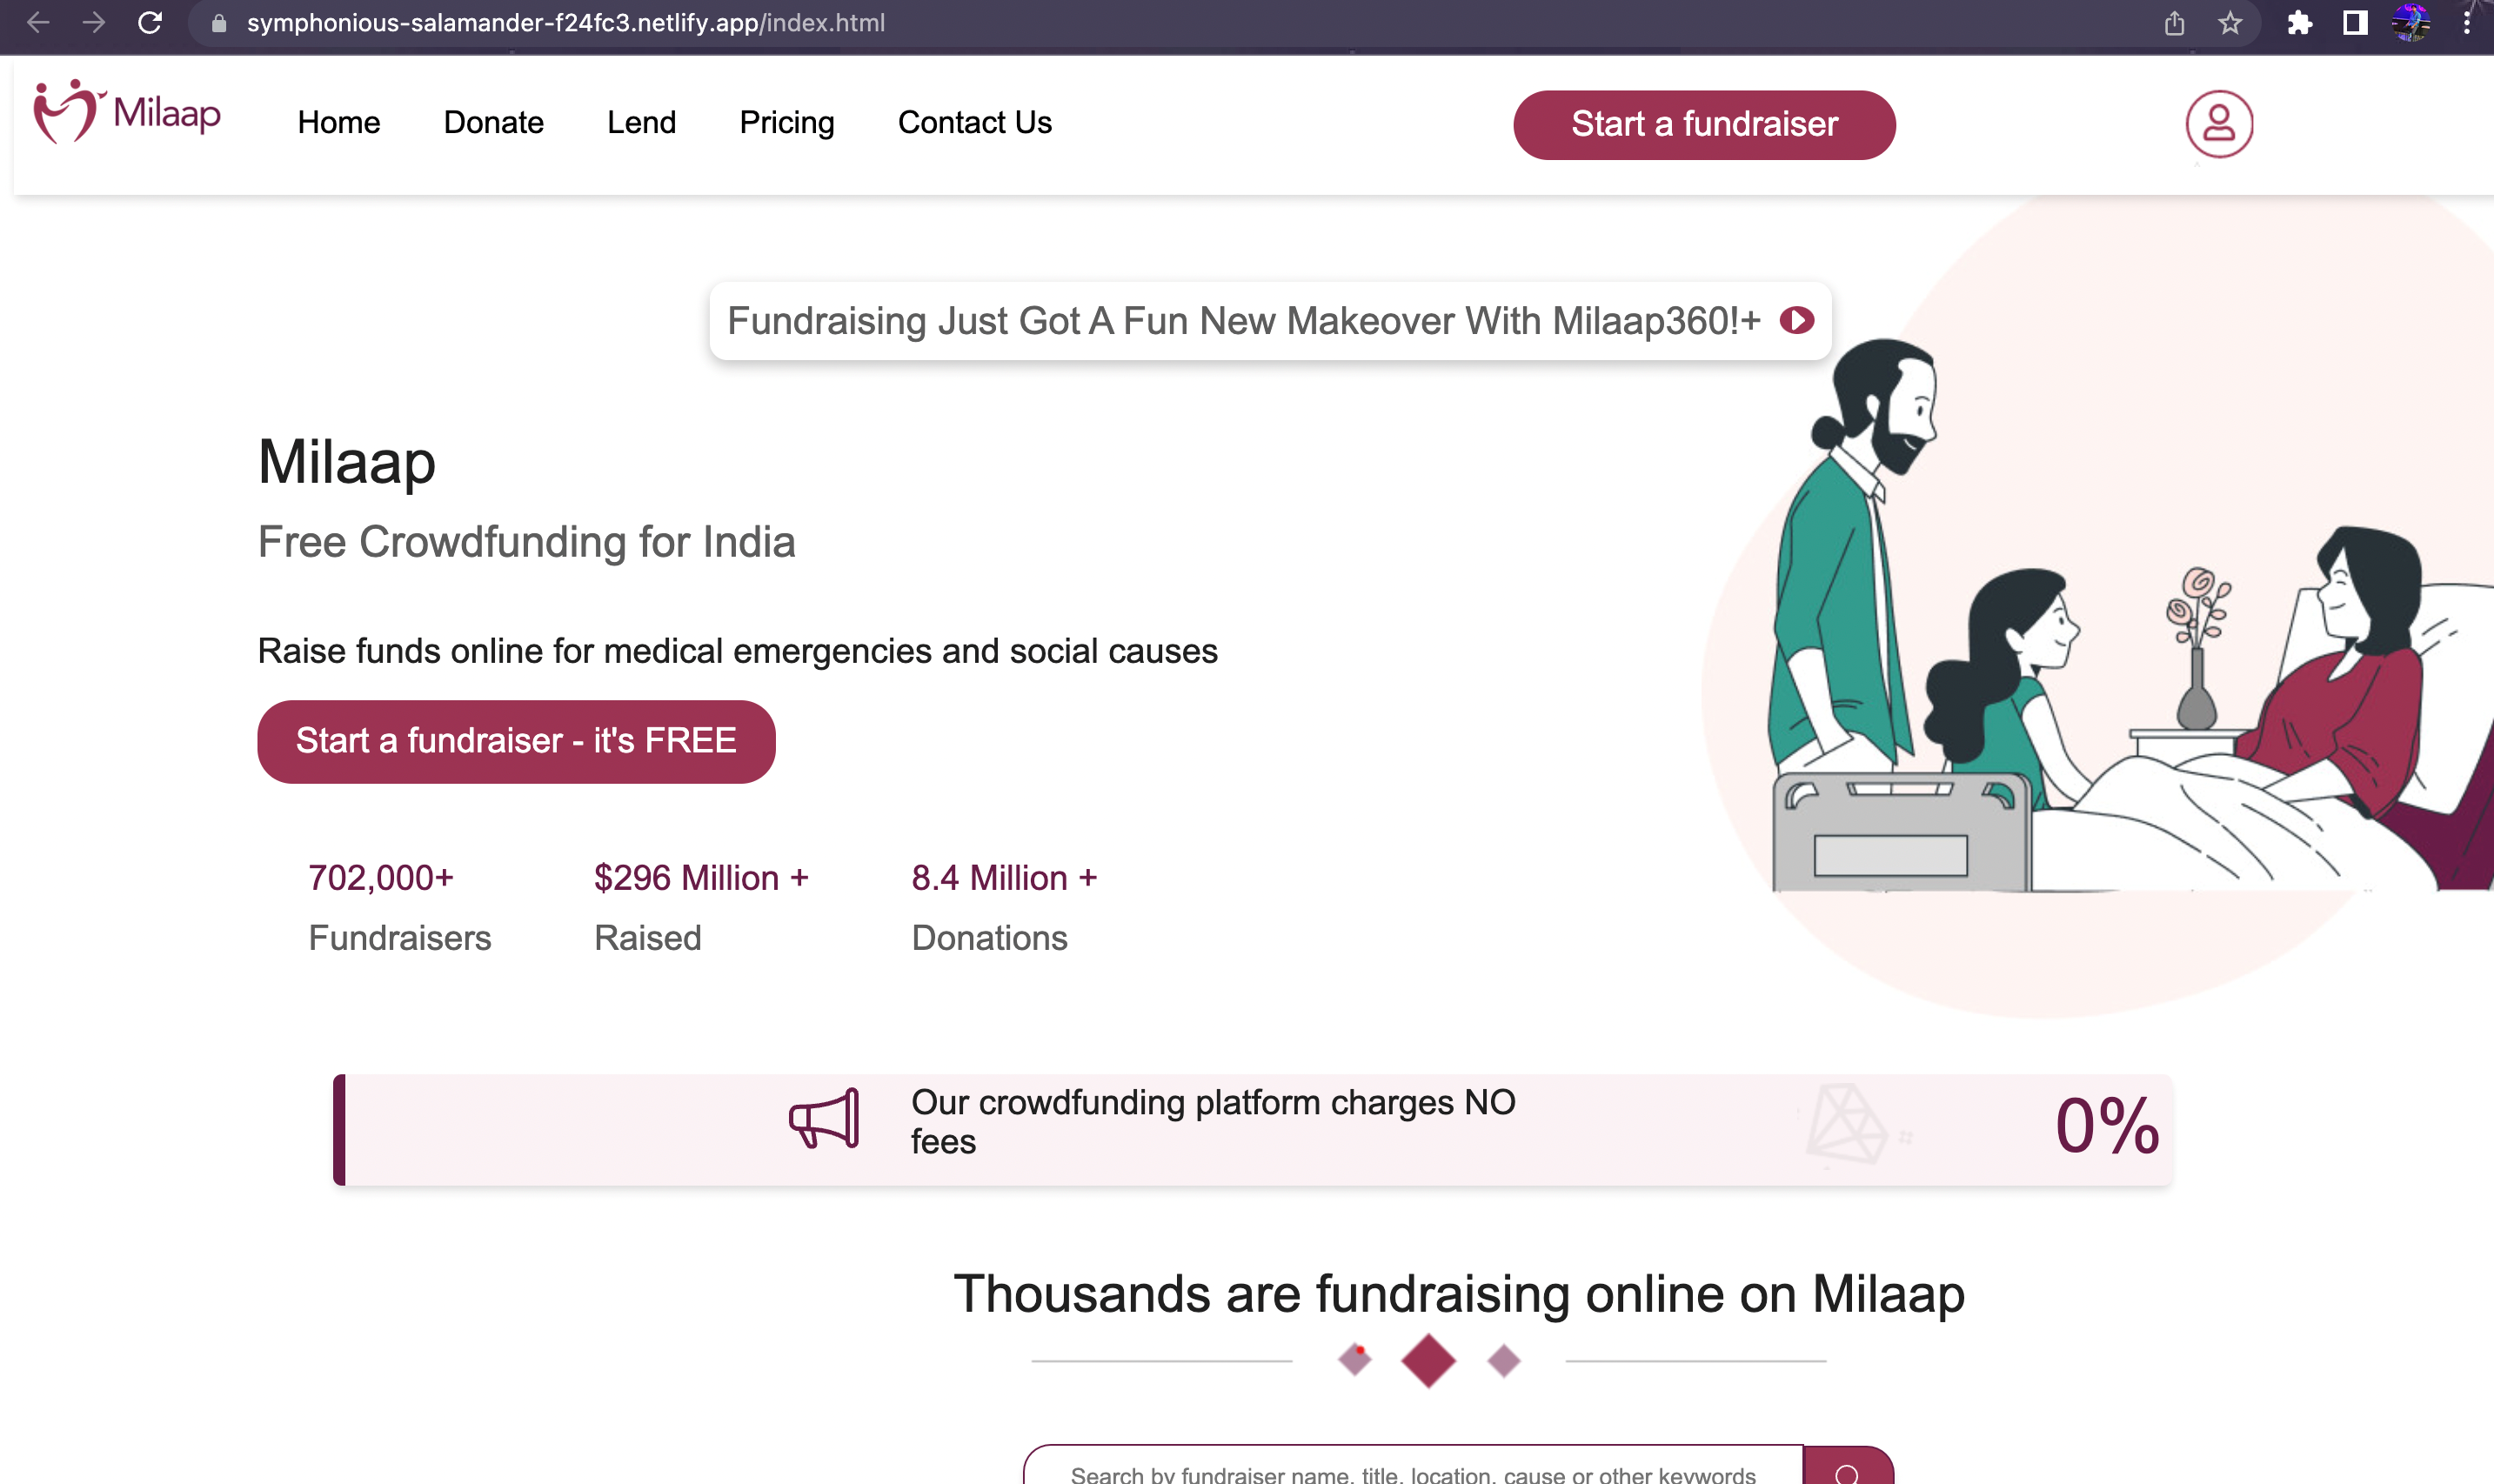 symphonious-salamander-f24fc3.netlify.app/index.html
Milaap
Home
Donate
Lend
Pricing
Contact Us
Start a fundraiser
Fundraising Just Got A Fun New Makeover With Milaap360!+
Milaap
Free Crowdfunding for India
Raise funds online for medical emergencies and social causes
Start a fundraiser - it's FREE
702,000+
Fundraisers
$296 Million +
Raised
8.4 Million +
Donations
Our crowdfunding platform charges NO
fees
0%
Thousands are fundraising online on Milaap
Search by fundraiser name, title, location, cause or other keywords